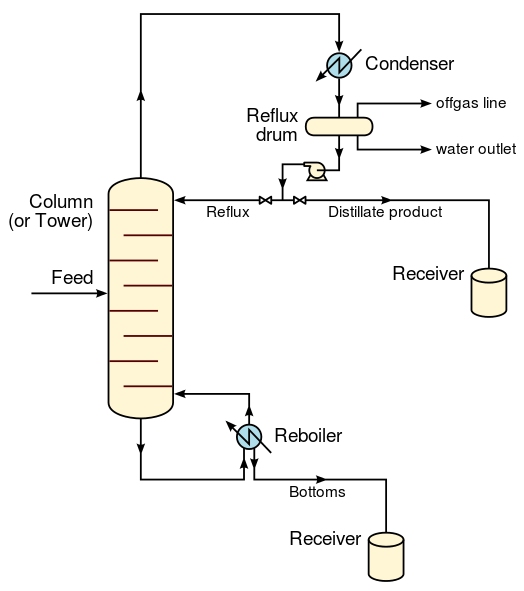 Condenser
offgas line
Reflux
drum
water outlet
Column
(or Tower)
Reflux
Distillate product
Feed
Receiver
Reboiler
Bottoms
Receiver